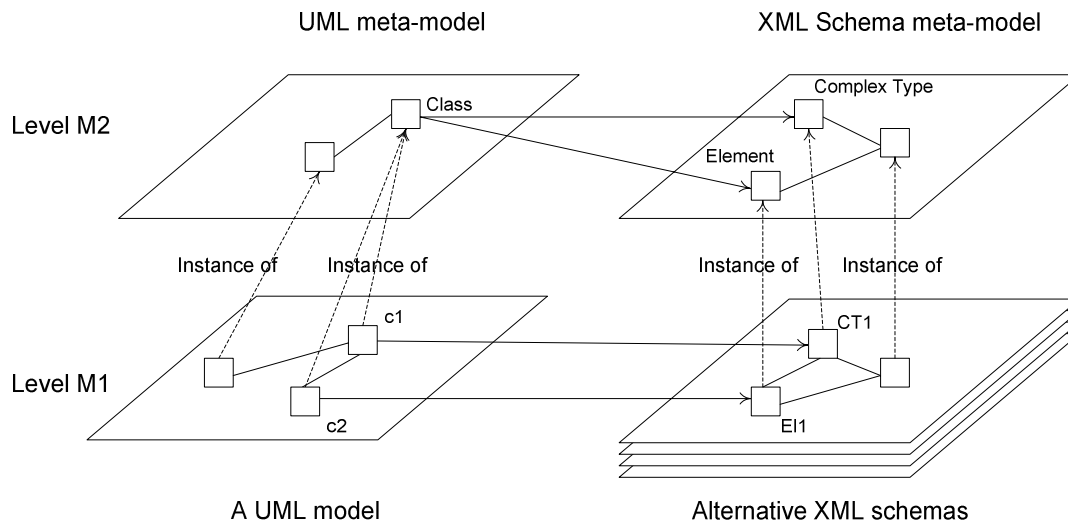 UML meta-model
XML Schema meta-model
Level M2
Class
Complex Type
Element
Instance of
Instance of
Instance of
Instance of
Level M1
c1
c2
CT1
El1
A UML model
Alternative XML schemas